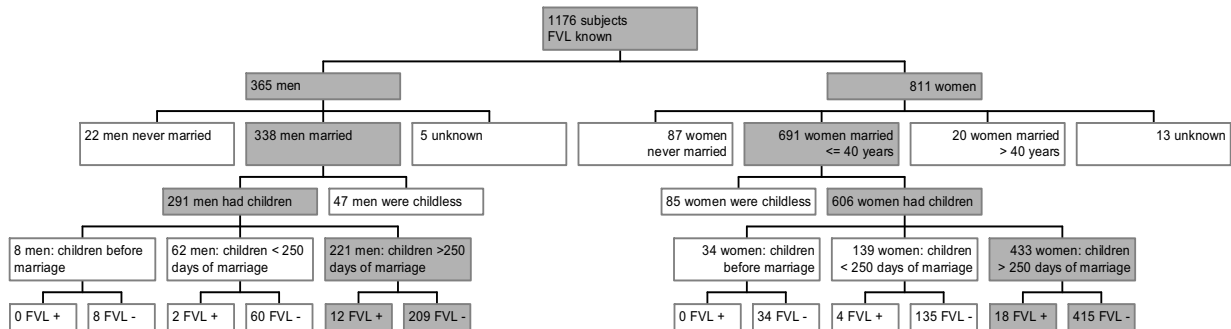 1176 subjects
FVL known
365 men
811 women
22 men never married
338 men married
5 unknown
87 women
never married
691 women married
<= 40 years
20 women married
> 40 years
13 unknown
291 men had children
47 men were childless
85 women were childless
606 women had children
8 men: children before
marriage
62 men: children < 250
days of marriage
221 men: children >250
days of marriage
34 women: children
before marriage
139 women: children
< 250 days of marriage
433 women: children
> 250 days of marriage
0 FVL +
8 FVL -
2 FVL +
60 FVL -
12 FVL +
209 FVL -
0 FVL +
34 FVL -
4 FVL +
135 FVL -
18 FVL +
415 FVL -